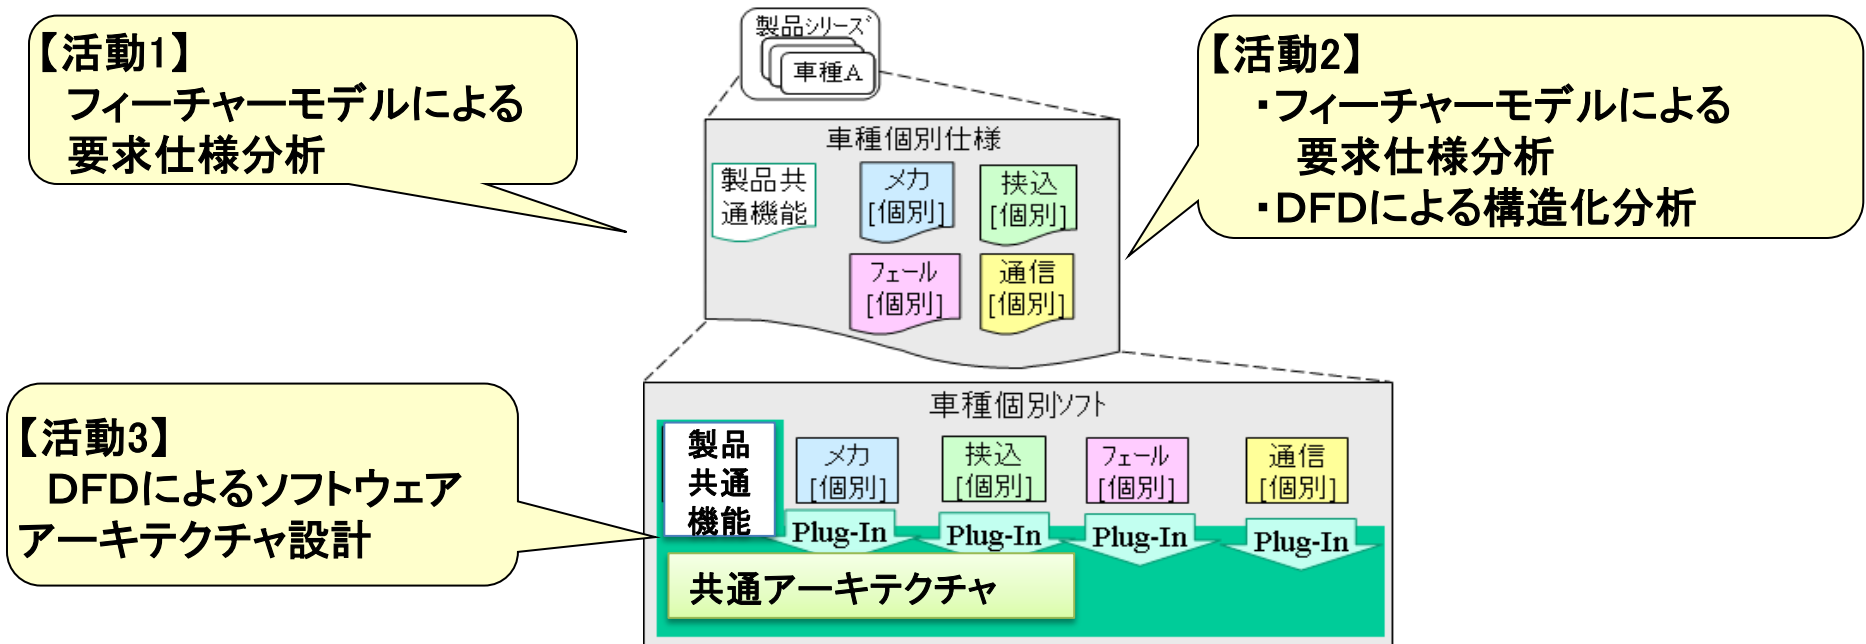 【活動1】
フィーチャーモデルによる
要求仕様分析
製品シリーズ
車種A
【活動2】
・フィーチャーモデルによる
要求仕様分析
・DFDによる構造化分析
車種個別仕様
製品共
通機能
メカ
[個別]
挟込
[個別]
フェール
[個別]
通信
[個別]
【活動3】
DFDによるソフトウェア
アーキテクチャ設計
車種個別ソフト
製品
共通
機能
メカ
[個別]
挟込
[個別]
フェール
[個別]
通信
[個別]
Plug-In
Plug-In
Plug-In
Plug-In
共通アーキテクチャ